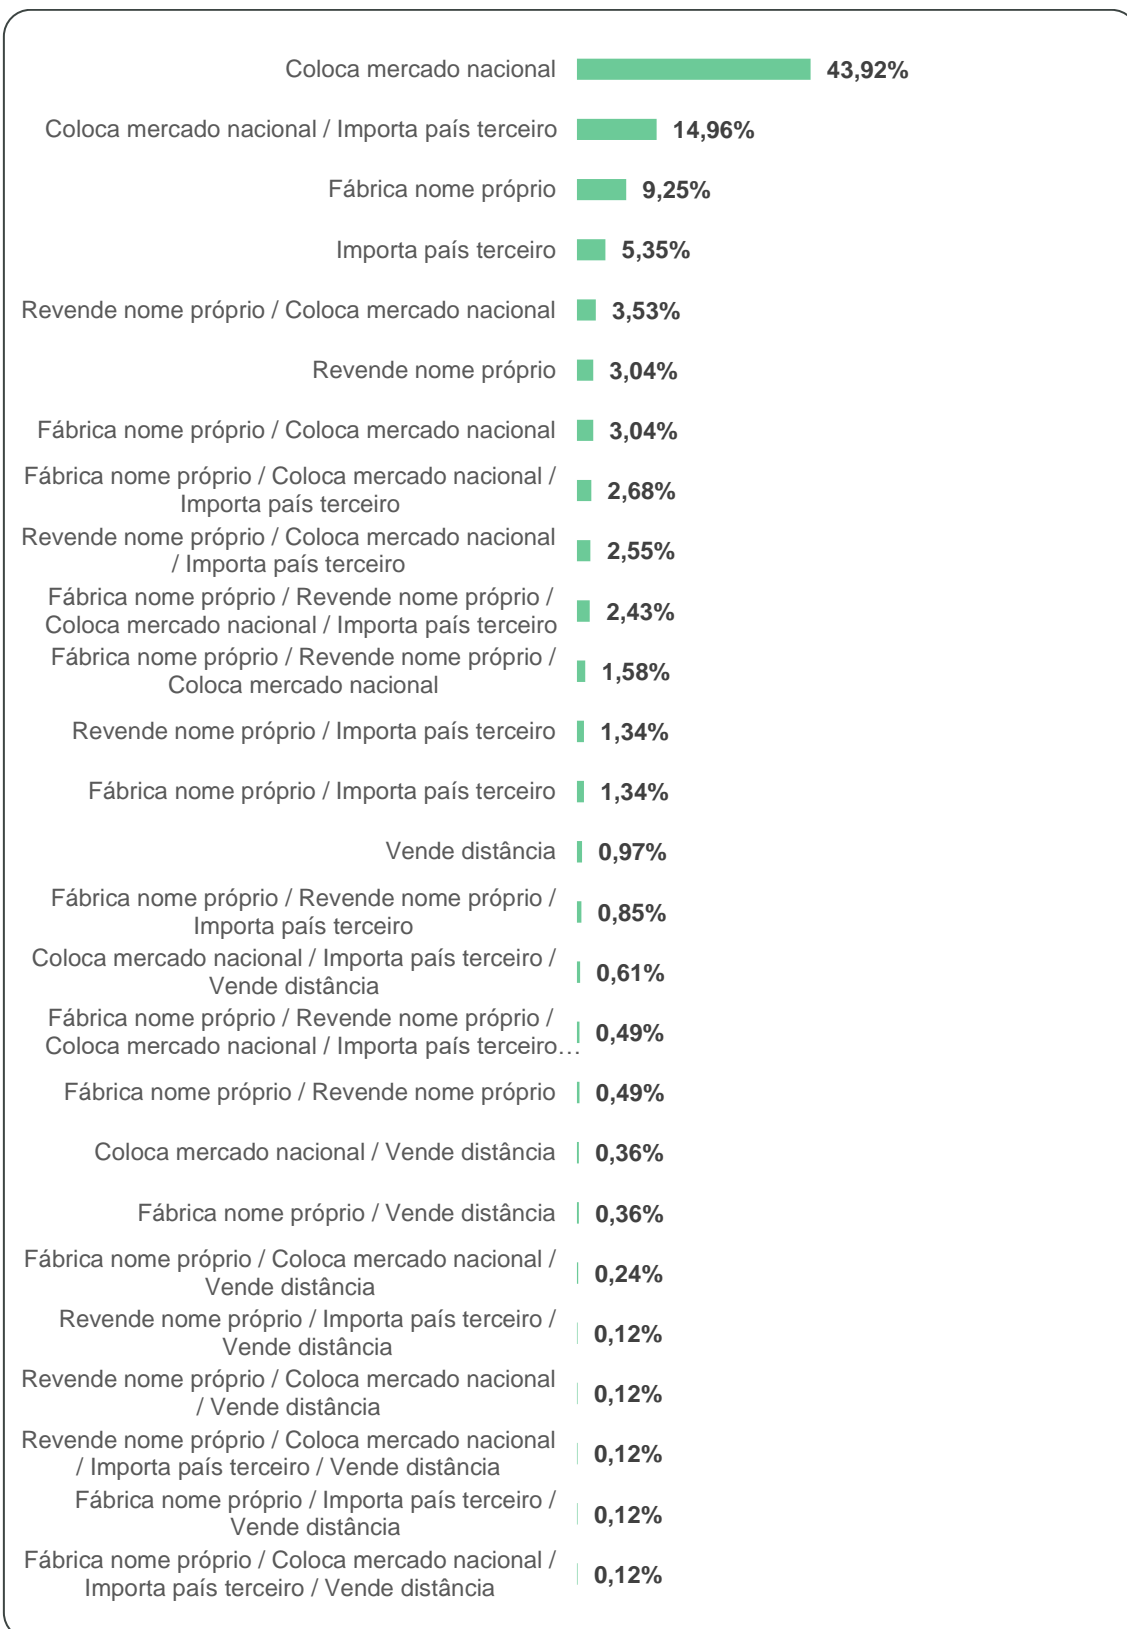 Coloca mercado nacional 43,92%
Coloca mercado nacional / Importa país terceiro 14,96%
Fábrica nome próprio 9,25%
Importa país terceiro 5,35%
Revende nome próprio / Coloca mercado nacional 3,53%
Revende nome próprio 3,04%
Fábrica nome próprio / Coloca mercado nacional 3,04%
Fábrica nome próprio / Coloca mercado nacional /
Importa país terceiro 2,68%
Revende nome próprio / Coloca mercado nacional
/ Importa país terceiro 2,55%
Fábrica nome próprio / Revende nome próprio /
Coloca mercado nacional / Importa país terceiro 2,43%
Fábrica nome próprio / Revende nome próprio /
Coloca mercado nacional 1,58%
Revende nome próprio / Importa país terceiro 1,34%
Fábrica nome próprio / Importa país terceiro 1,34%
Vende distância 0,97%
Fábrica nome próprio / Revende nome próprio /
Importa país terceiro 0,85%
Coloca mercado nacional / Importa país terceiro /
Vende distância 0,61%
Fábrica nome próprio / Revende nome próprio /
Coloca mercado nacional / Importa país terceiro… 0,49%
Fábrica nome próprio / Revende nome próprio 0,49%
Coloca mercado nacional / Vende distância 0,36%
Fábrica nome próprio / Vende distância 0,36%
Fábrica nome próprio / Coloca mercado nacional /
Vende distância 0,24%
Revende nome próprio / Importa país terceiro /
Vende distância 0,12%
Revende nome próprio / Coloca mercado nacional
/ Vende distância 0,12%
Revende nome próprio / Coloca mercado nacional
/ Importa país terceiro / Vende distância 0,12%
Fábrica nome próprio / Importa país terceiro /
Vende distância 0,12%
Fábrica nome próprio / Coloca mercado nacional /
Importa país terceiro / Vende distância 0,12%